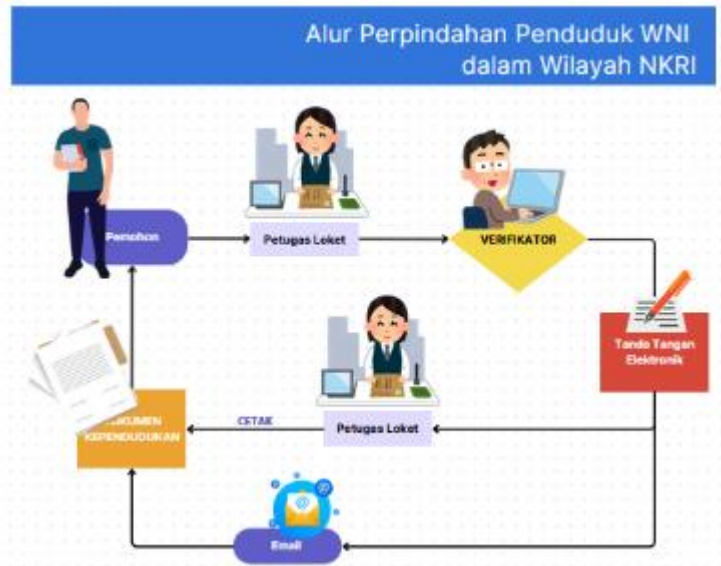 Alur Perpindahan Penduduk WNI
dalam Wilayah NKRI
Pemohon
Petugas Loket
VERIFIKATOR
Tanda Tangan
Elektronik
Petugas Loket
CETAK
KEPENDUDUKAN
Email